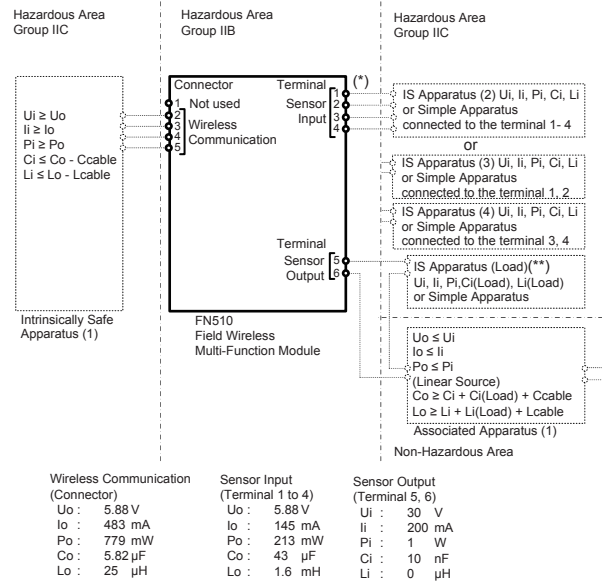 Hazardous Area
Group IIC
Hazardous Area
Group IIB
Hazardous Area
Group IIC
Ui ≥ Uo
Ii ≥ Io
Pi ≥ Po
Ci ≤ Co - Ccable
Li ≤ Lo - Lcable
Intrinsically Safe
Apparatus (1)
Connector
1 Not used
2
3 Wireless
4 Communication
5
Terminal
Sensor
Input
1
2
3
4
(*)
Terminal
Sensor 5
Output 6
FN510
Field Wireless
Multi-Function Module
IS Apparatus (2) Ui, Ii, Pi, Ci, Li
or Simple Apparatus
connected to the terminal 1- 4
or
IS Apparatus (3) Ui, Ii, Pi, Ci, Li
or Simple Apparatus
connected to the terminal 1, 2
IS Apparatus (4) Ui, Ii, Pi, Ci, Li
or Simple Apparatus
connected to the terminal 3, 4
IS Apparatus (Load)(**)
Ui, Ii, Pi,Ci(Load), Li(Load)
or Simple Apparatus
Uo ≤ Ui
Io ≤ Ii
Po ≤ Pi
(Linear Source)
Co ≥ Ci + Ci(Load) + Ccable
Lo ≥ Li + Li(Load) + Lcable
Associated Apparatus (1)
Non-Hazardous Area
Wireless Communication
(Connector)
Uo : 5.88 V
Io : 483 mA
Po : 779 mW
Co : 5.82 µF
Lo : 25 µH
Sensor Input
(Terminal 1 to 4)
Uo : 5.88 V
Io : 145 mA
Po : 213 mW
Co : 43 µF
Lo : 1.6 mH
Sensor Output
(Terminal 5, 6)
Ui : 30 V
Ii : 200 mA
Pi : 1 W
Ci : 10 nF
Li : 0 µH